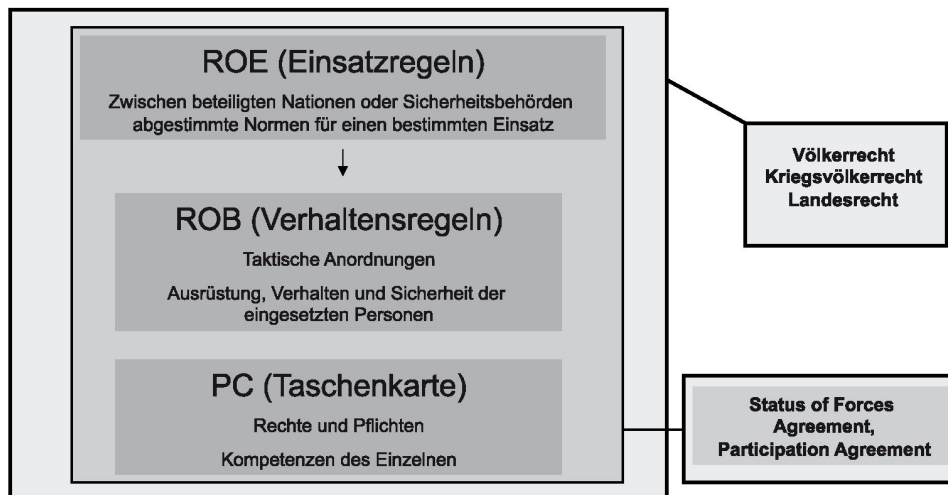 ROE (Einsatzregeln)
Zwischen beteiligten Nationen oder Sicherheitsbehörden
abgestimmte Normen für einen bestimmten Einsatz
ROB (Verhaltensregeln)
Taktische Anordnungen
Ausrüstung, Verhalten und Sicherheit der
eingesetzten Personen
PC (Taschenkarte)
Rechte und Pflichten
Kompetenzen des Einzelnen
Völkerrecht
Kriegsvölkerrecht
Landesrecht
Status of Forces
Agreement,
Participation Agreement